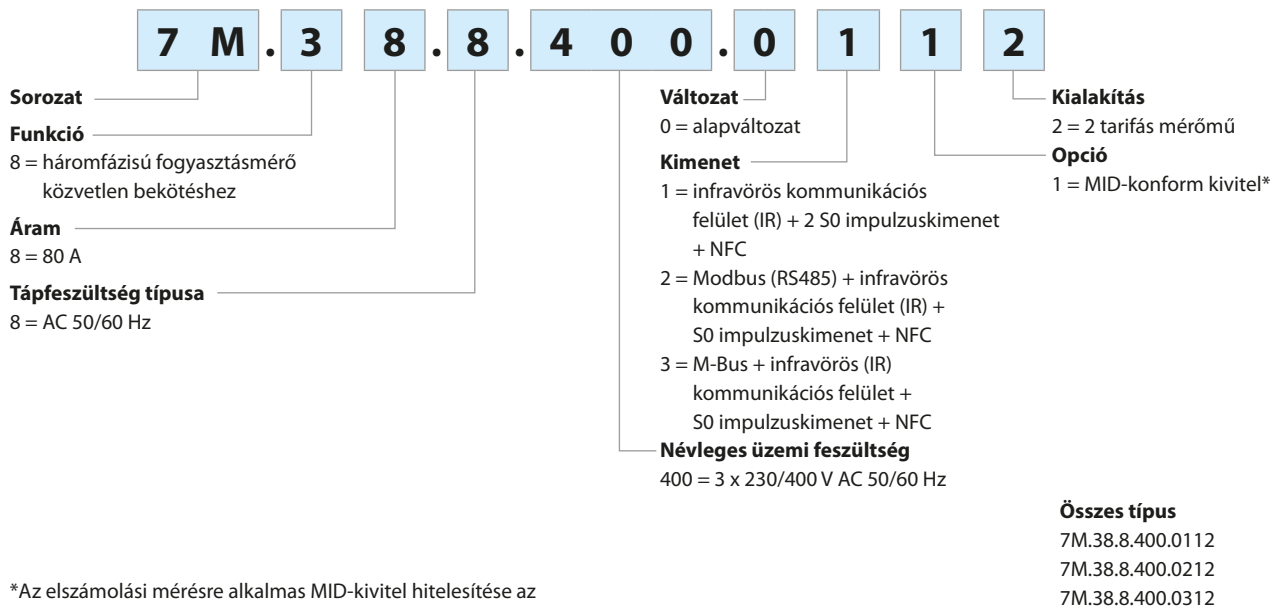 7 M . 3 8 . 8 . 4 0 0 . 0 1 1 2
Sorozat
Funkció
8 = háromfázisú fogyasztásmérő
közvetlen bekötéshez
Áram
8 = 80 A
Tápfeszültség típusa
8 = AC 50/60 Hz
Változat
0 = alapváltozat
Kimenet
1 = infravörös kommunikációs
felület (IR) + 2 S0 impulzuskimenet
+ NFC
2 = Modbus (RS485) + infravörös
kommunikációs felület (IR) +
S0 impulzuskimenet + NFC
3 = M-Bus + infravörös (IR)
kommunikációs felület +
S0 impulzuskimenet + NFC
Névleges üzemi feszültség
400 = 3 x 230/400 V AC 50/60 Hz
Kialakítás
2 = 2 tarifás mérőmű
Opció
1 = MID-konform kivitel*
Összes típus
7M.38.8.400.0112
7M.38.8.400.0212
7M.38.8.400.0312
*Az elszámolási mérésre alkalmas MID-kivitel hitelesítése az